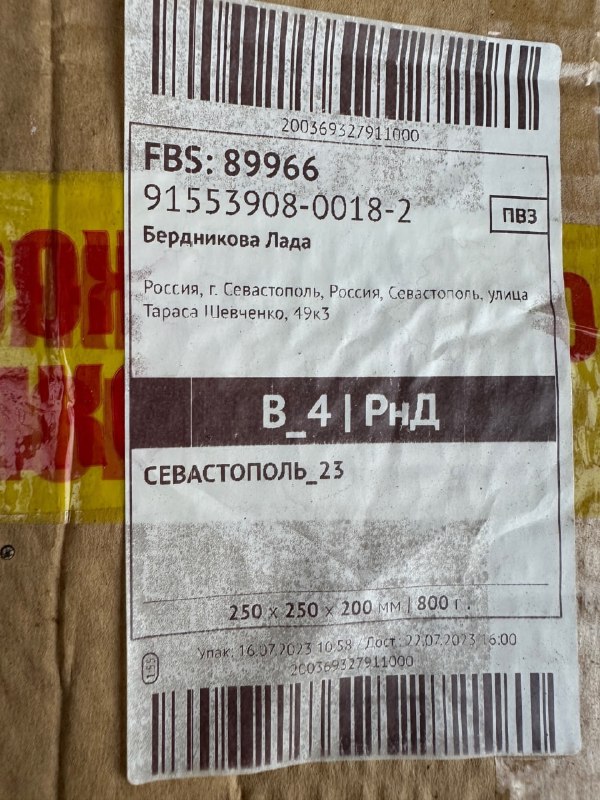 200369327911000
FBS: 89966
91553908-0018-2
ПВЗ
Бердникова Лада
Россия, г. Севастополь, Россия, Севастополь, улица
Тараса Шевченко, 49к3
В_4 | РнД
СЕВАСТОПОЛЬ_23
250 x 250 x 200 мм | 800 г.
Упак: 16.07.2023 10:58 Дост: 22.07.2023 16:00
200369327911000